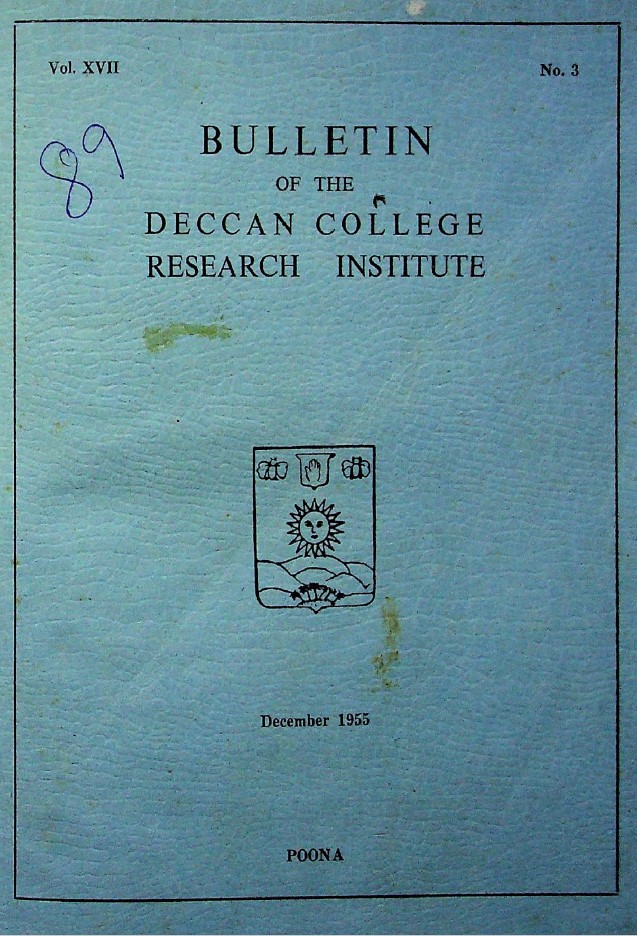 Vol. XVII No. 3
89
BULLETIN
OF THE
DECCAN COLLEGE
RESEARCH INSTITUTE
December 1955
POONA